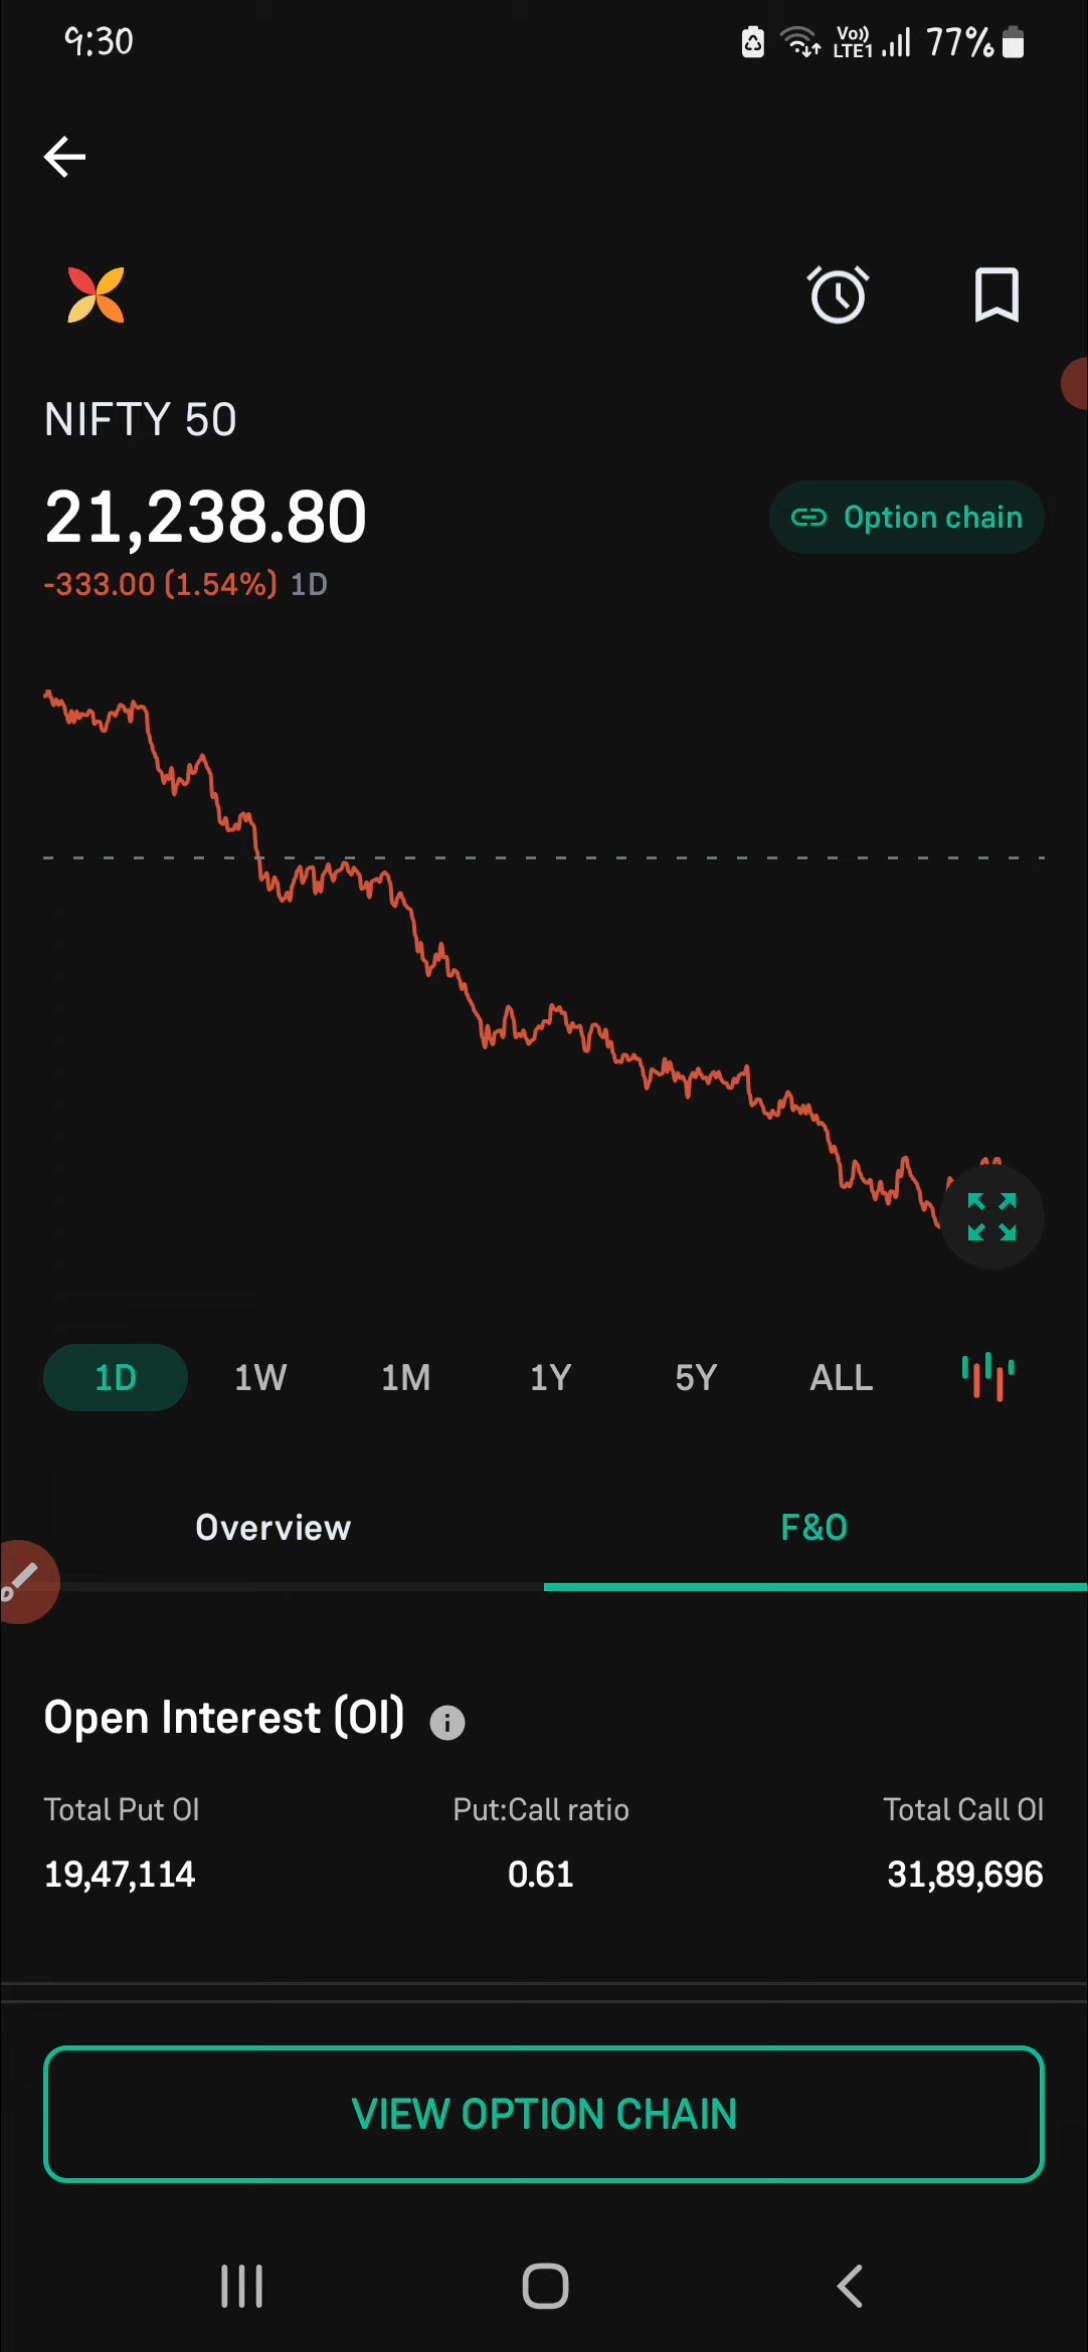 9:30
Vo))
LTE1
77%
NIFTY 50
21,238.80
Option chain
-333.00 (1.54%) 1D
1D 1W 1M 1Y 5Y ALL
Overview F&O
Open Interest (OI) i
Total Put OI Put:Call ratio Total Call OI
19,47,114 0.61 31,89,696
VIEW OPTION CHAIN